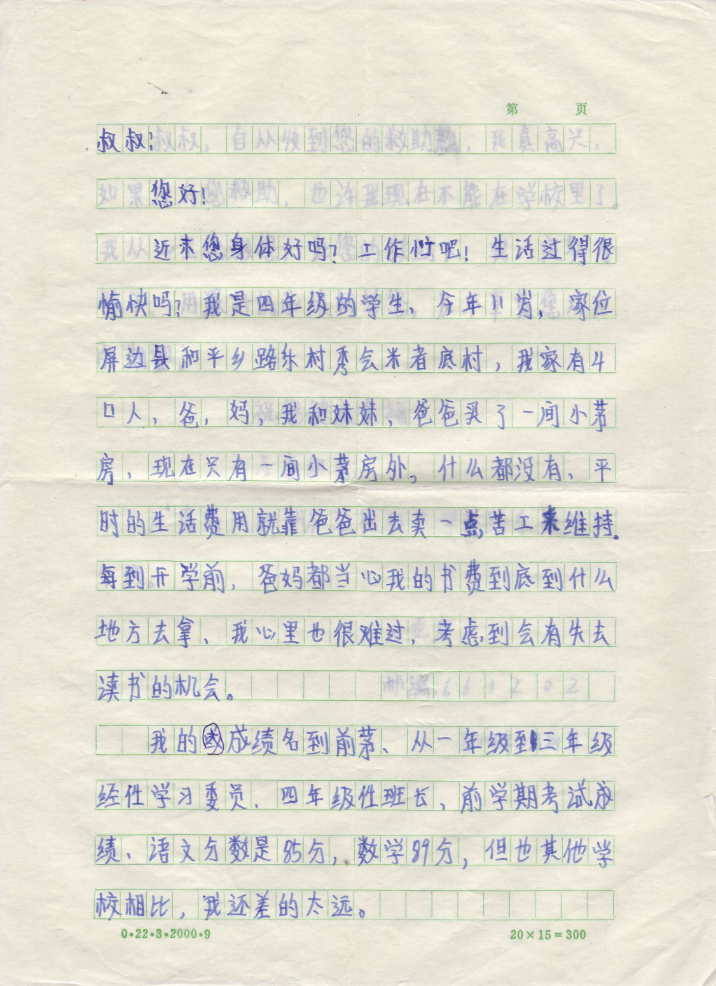 第 页
叔叔：
您好！
近来您身体好吗？工作忙吧！生活过得很
愉快吗？我是四年级的学生，今年11岁，家位
屏边县和平乡路乐村委会米者底村，我家有4
口人，爸，妈，我和妹妹，爸爸买了一间小茅
房、现在只有一间小茅房外。什么都没有、平
时的生活费用就靠爸爸出去卖一点苦工来维持。
每到开学前，爸妈都当心我的书费到底到什么
地方去拿、我心里也很难过，考虑到会有失去
读书的机会。
我的成绩名到前茅、从一年级到三年级
经任学习委员．四年级任班长、前学期考试成
绩、语文分数是85分，数学89分，但也其他学
校相比，我还差的太远。
0·22·3·2000·9 20×15=300